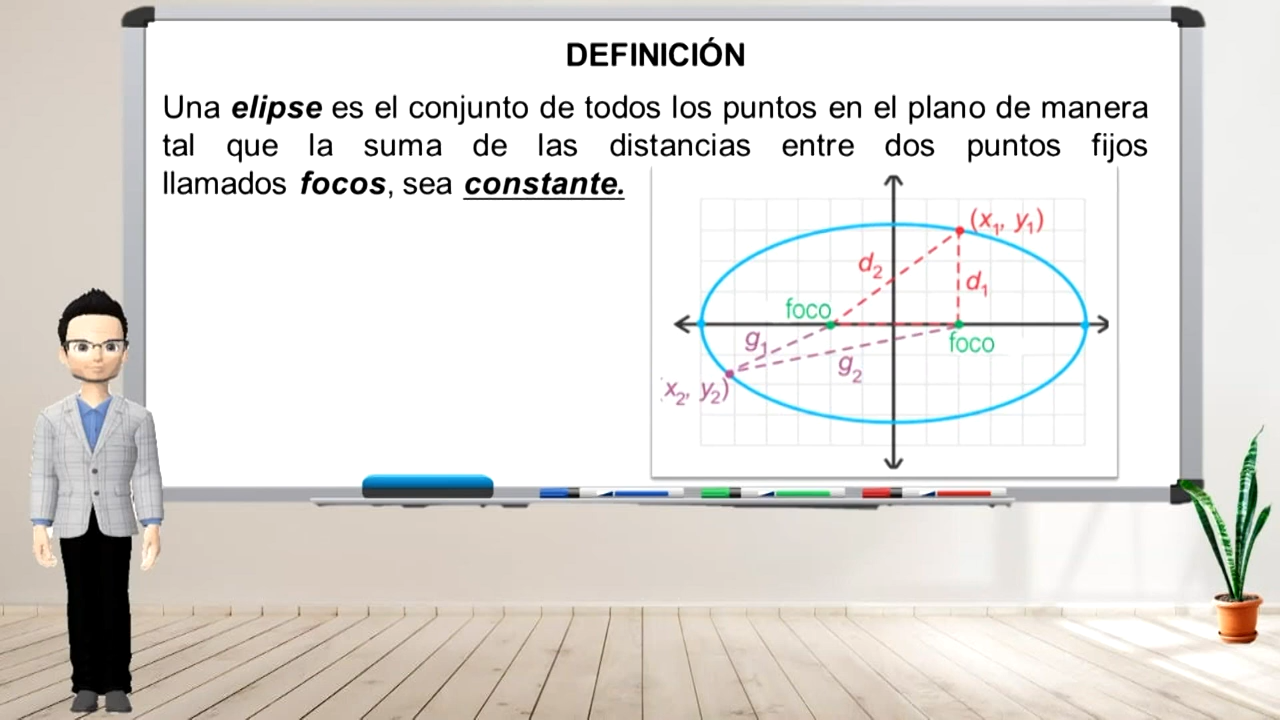 DEFINICIÓN
Una elipse es el conjunto de todos los puntos en el plano de manera
tal que la suma de las distancias entre dos puntos fijos
llamados focos, sea constante.
(x₁, y₁)
d₂
d₁
foco
foco
g₁
g₂
x₂, y₂)